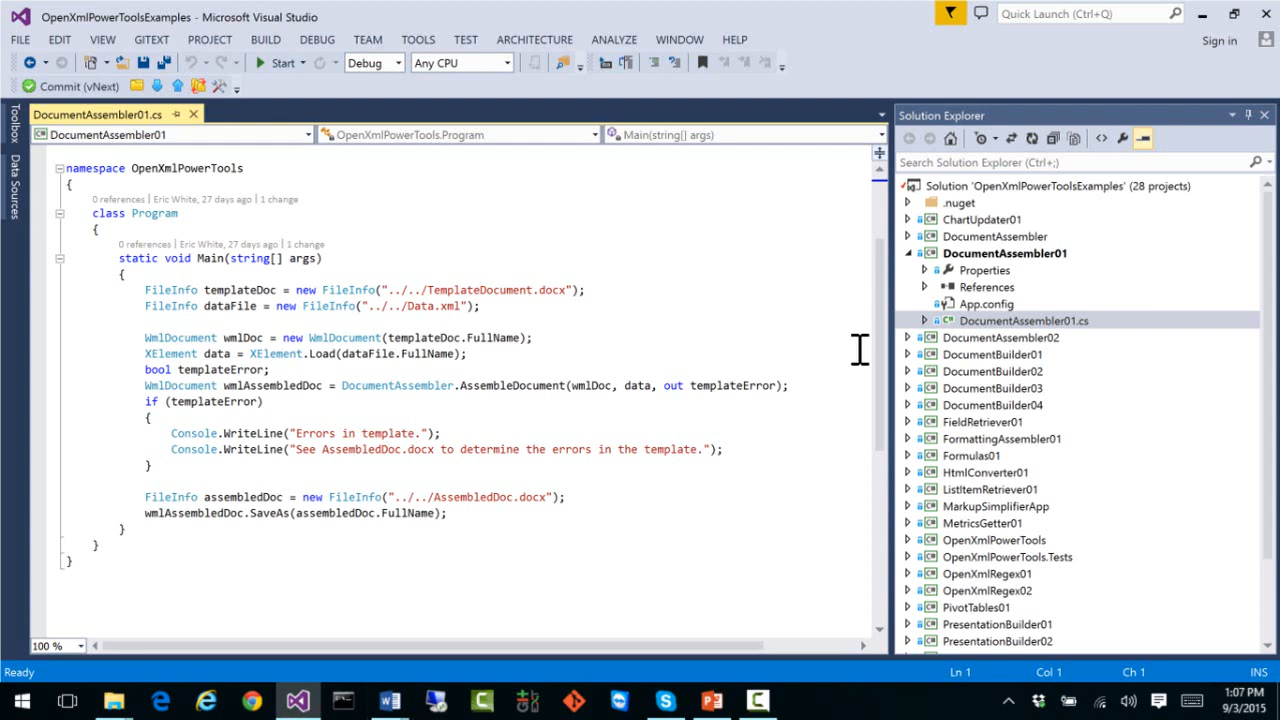 OpenXmlPowerToolsExamples - Microsoft Visual Studio
Quick Launch (Ctrl+Q)
FILE EDIT VIEW GITEXT PROJECT BUILD DEBUG TEAM TOOLS TEST ARCHITECTURE ANALYZE WINDOW HELP
Sign in
Start Debug Any CPU
Commit (vNext)
Toolbox
Data Sources
DocumentAssembler01.cs
DocumentAssembler01 OpenXmlPowerTools.Program Main(string[] args)
namespace OpenXmlPowerTools
{
0 references | Eric White, 27 days ago | 1 change
class Program
{
0 references | Eric White, 27 days ago | 1 change
static void Main(string[] args)
{
FileInfo templateDoc = new FileInfo("../../TemplateDocument.docx");
FileInfo dataFile = new FileInfo("../../Data.xml");
WmlDocument wmlDoc = new WmlDocument(templateDoc.FullName);
XElement data = XElement.Load(dataFile.FullName);
bool templateError;
WmlDocument wmlAssembledDoc = DocumentAssembler.AssembleDocument(wmlDoc, data, out templateError);
if (templateError)
{
Console.WriteLine("Errors in template.");
Console.WriteLine("See AssembledDoc.docx to determine the errors in the template.");
}
FileInfo assembledDoc = new FileInfo("../../AssembledDoc.docx");
wmlAssembledDoc.SaveAs(assembledDoc.FullName);
}
}
}
100 %
Solution Explorer
Search Solution Explorer (Ctrl+;)
Solution 'OpenXmlPowerToolsExamples' (28 projects)
.nuget
ChartUpdater01
DocumentAssembler
DocumentAssembler01
Properties
References
App.config
DocumentAssembler01.cs
DocumentAssembler02
DocumentBuilder01
DocumentBuilder02
DocumentBuilder03
DocumentBuilder04
FieldRetriever01
FormattingAssembler01
Formulas01
HtmlConverter01
ListItemRetriever01
MarkupSimplifierApp
MetricsGetter01
OpenXmlPowerTools
OpenXmlPowerTools.Tests
OpenXmlRegex01
OpenXmlRegex02
PivotTables01
PresentationBuilder01
PresentationBuilder02
Ready Ln 1 Col 1 Ch 1 INS
1:07 PM
9/3/2015